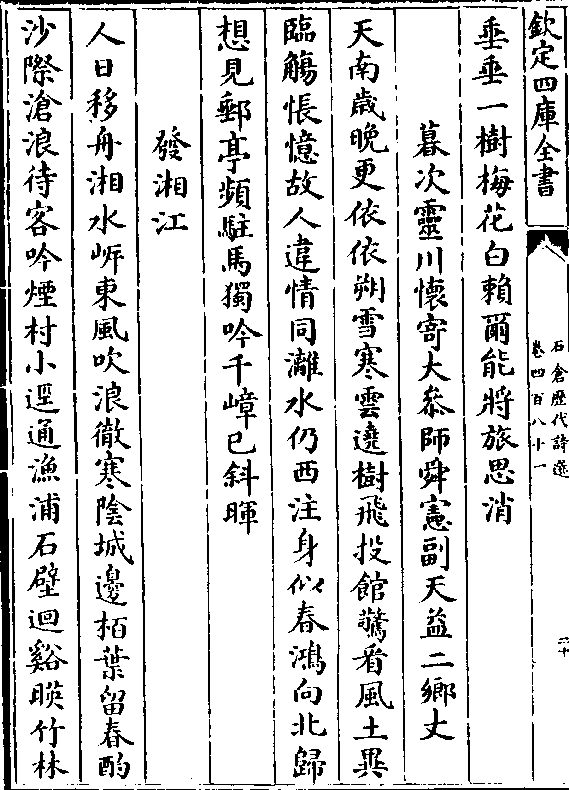 欽定四庫全書
石倉歷代詩選
卷四百八十一
二十
垂垂一樹梅花白賴爾能將旅思消
暮次靈川懷寄大叅師舜憲副天益二鄉丈
天南歲晩更依依朔雪寒雲遶樹飛投館驚看風土異
臨觴悵憶故人違情同灕水仍西注身似春鴻向北歸
想見郵亭頻駐馬獨吟千嶂已斜暉
發湘江
人日移舟湘水㟁東風吹浪徹寒隂城邊栢葉留春酌
沙際滄浪待客吟煙村小逕通漁浦石壁迴谿暎竹林